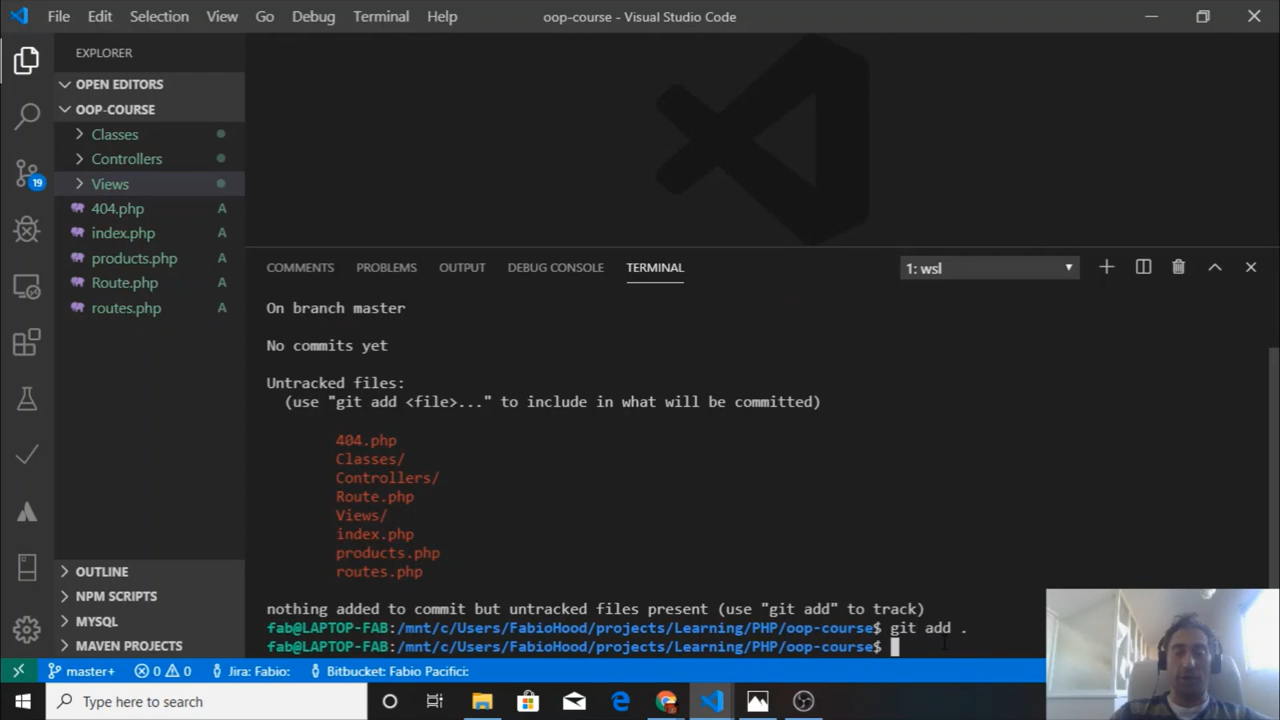 File Edit Selection View Go Debug Terminal Help
oop-course - Visual Studio Code
EXPLORER
OPEN EDITORS
OOP-COURSE
Classes
Controllers
Views
404.php A
index.php A
products.php A
Route.php A
routes.php A
19
OUTLINE
NPM SCRIPTS
MYSQL
MAVEN PROJECTS
COMMENTS PROBLEMS OUTPUT DEBUG CONSOLE TERMINAL
1: wsl
On branch master
No commits yet
Untracked files:
(use "git add <file>..." to include in what will be committed)
404.php
Classes/
Controllers/
Route.php
Views/
index.php
products.php
routes.php
nothing added to commit but untracked files present (use "git add" to track)
fab@LAPTOP-FAB:/mnt/c/Users/FabioHood/projects/Learning/PHP/oop-course$ git add .
fab@LAPTOP-FAB:/mnt/c/Users/FabioHood/projects/Learning/PHP/oop-course$
master+ 0 0 Jira: Fabio: Bitbucket: Fabio Pacifici:
Type here to search